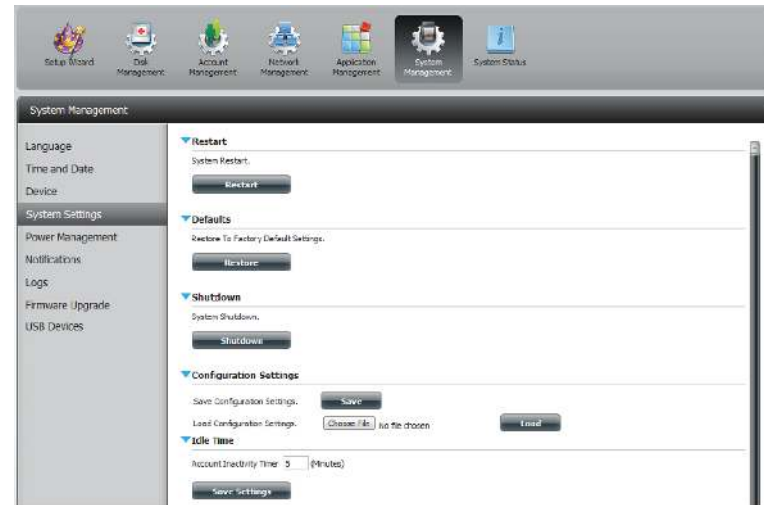 Setup Wizard
Disk Management
Account Management
Network Management
Application Management
System Management
System Status
System Management
Language
Time and Date
Device
System Settings
Power Management
Notifications
Logs
Firmware Upgrade
USB Devices
Restart
System Restart.
Restart
Defaults
Restore To Factory Default Settings.
Restore
Shutdown
System Shutdown.
Shutdown
Configuration Settings
Save Configuration Settings. Save
Load Configuration Settings. Choose File No file chosen Load
Idle Time
Account Inactivity Timer 5 (Minutes)
Save Settings